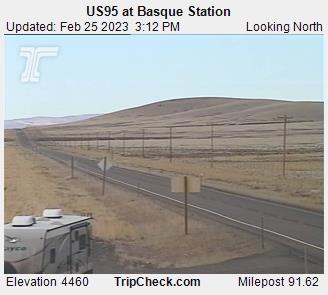 US95 at Basque Station
Updated: Feb 25 2023 3:12 PM Looking North
Jayco
Elevation 4460 TripCheck.com Milepost 91.62